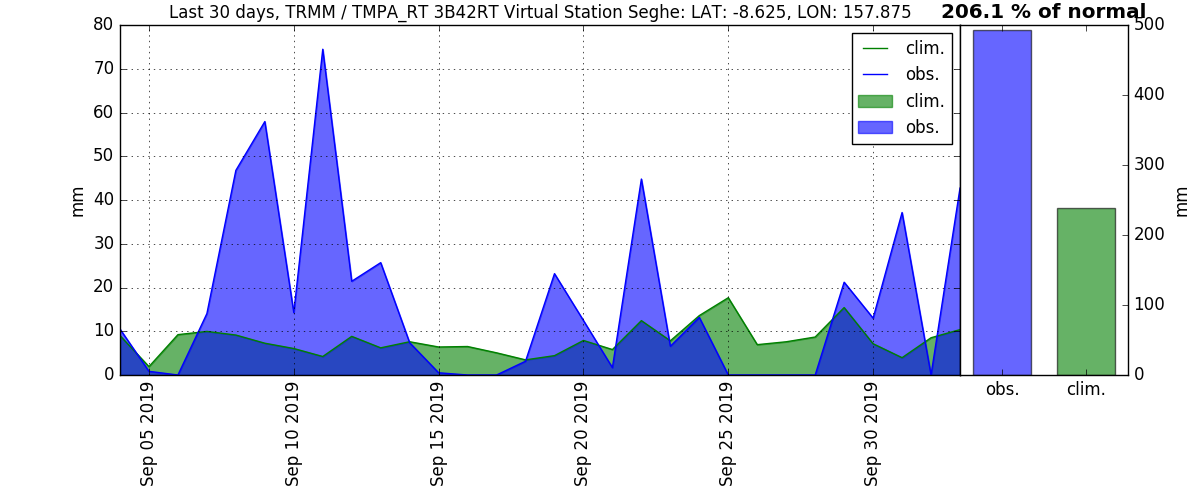 Last 30 days, TRMM / TMPA_RT 3B42RT Virtual Station Seghe: LAT: -8.625, LON: 157.875
206.1 % of normal
80
70
60
50
40
30
20
10
0
mm
clim.
obs.
clim.
obs.
Sep 05 2019
Sep 10 2019
Sep 15 2019
Sep 20 2019
Sep 25 2019
Sep 30 2019
500
400
300
200
100
0
mm
obs.
clim.